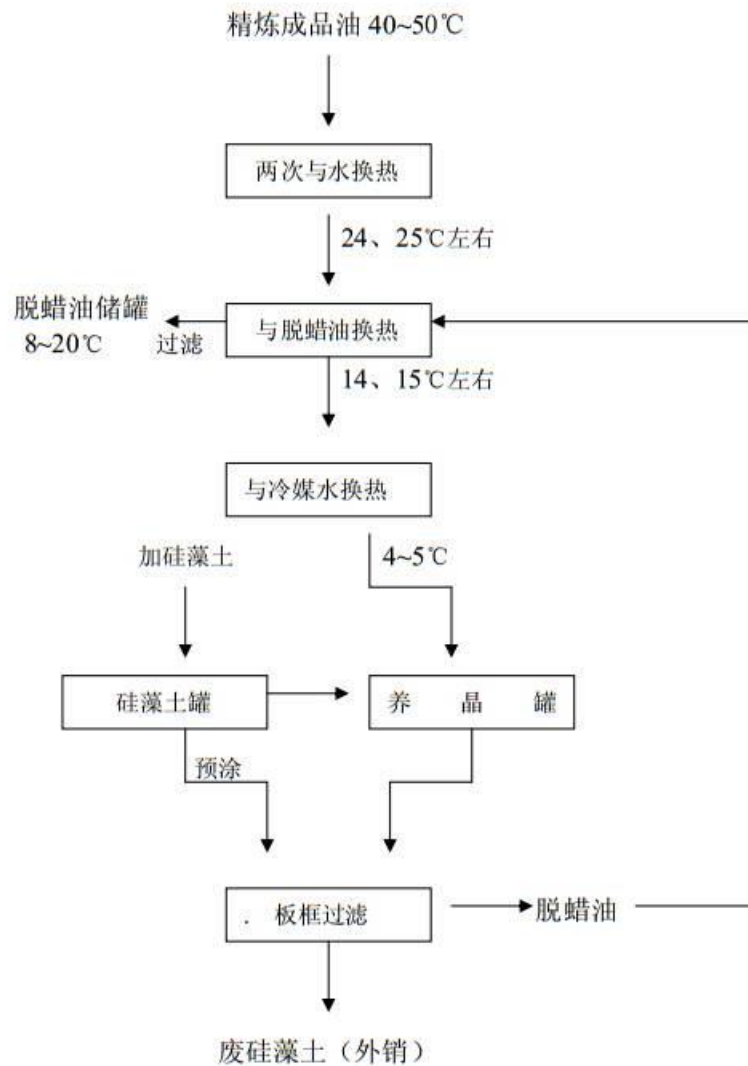 精炼成品油 40~50℃
两次与水换热
24、25℃左右
脱蜡油储罐
8~20℃
过滤
与脱蜡油换热
14、15℃左右
与冷媒水换热
加硅藻土
4~5℃
硅藻土罐
养 晶 罐
预涂
. 板框过滤
脱蜡油
废硅藻土（外销）